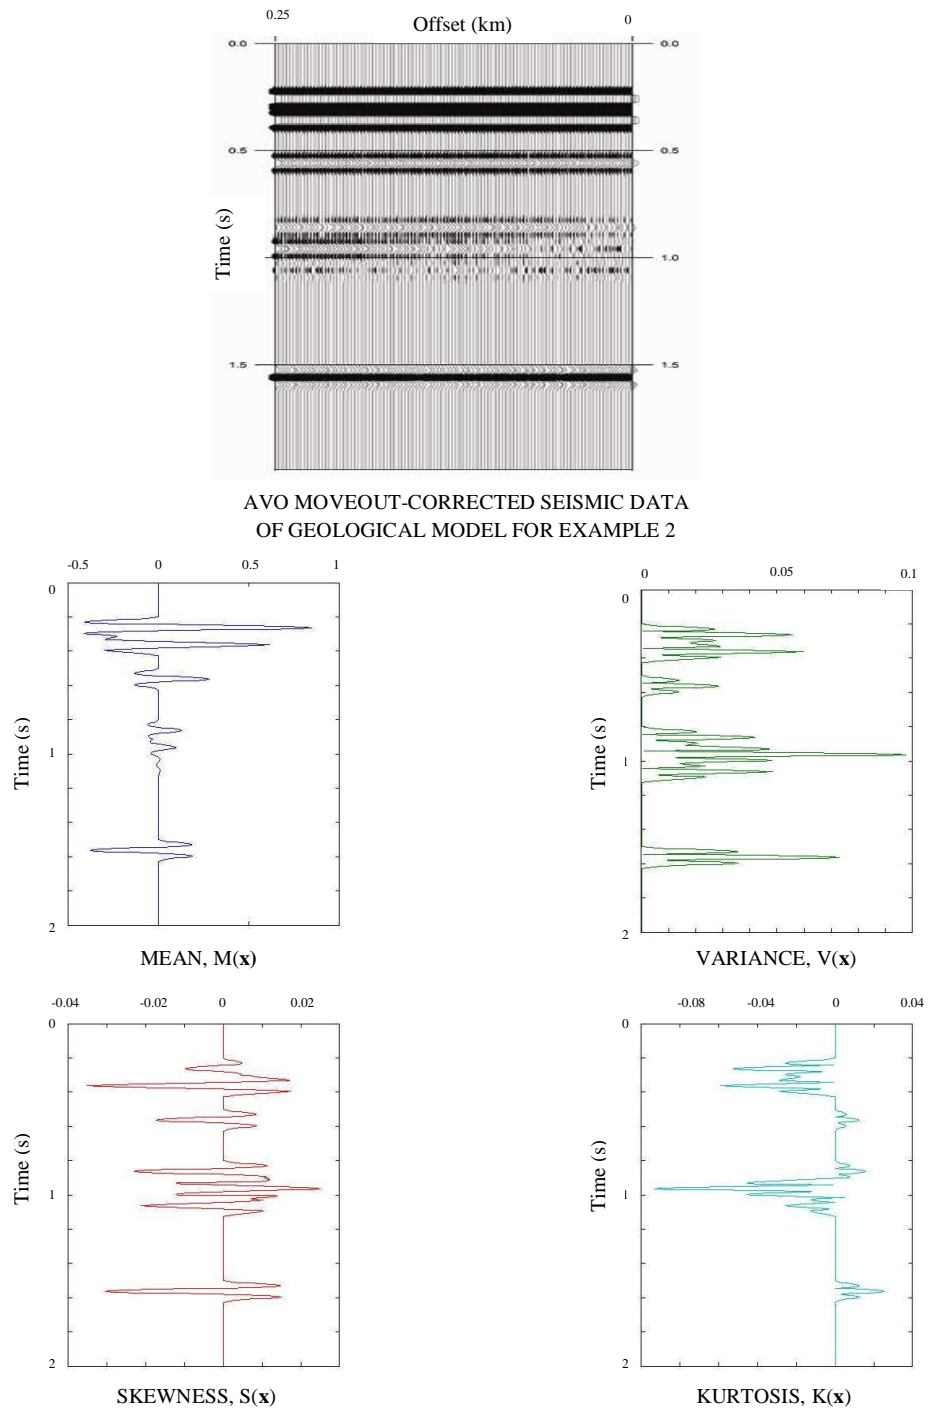 0.25 Offset (km) 0
0.0 0.0
0.5 0.5
Time (s)
1.0
1.5 1.5
AVO MOVEOUT-CORRECTED SEISMIC DATA
OF GEOLOGICAL MODEL FOR EXAMPLE 2
-0.5 0 0.5 1
0
Time (s)
1
2
MEAN, M(x)
0 0.05 0.1
0
Time (s)
1
2
VARIANCE, V(x)
-0.04 -0.02 0 0.02
0
Time (s)
1
2
SKEWNESS, S(x)
-0.08 -0.04 0 0.04
0
Time (s)
1
2
KURTOSIS, K(x)